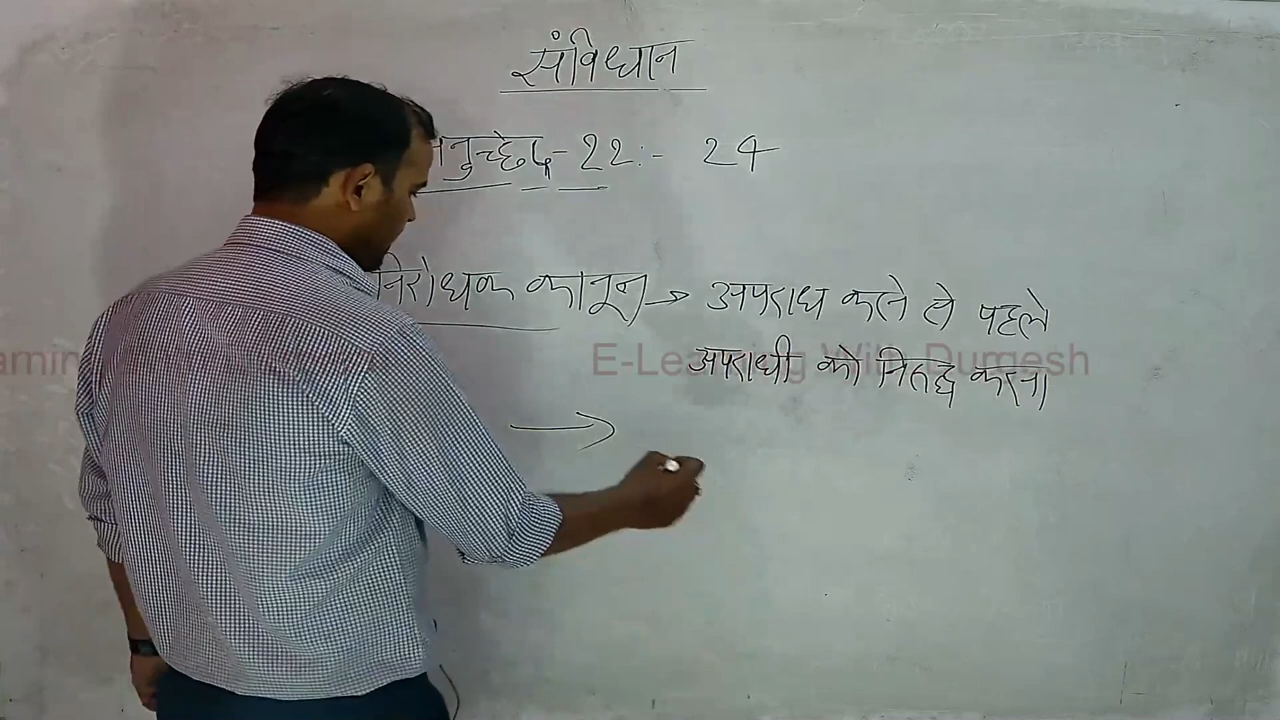 संविधान
नुच्छेद-22:- 24
निरोधक कानून → अपराध करने से पहले
अपराधी को निरुद्ध करना
E-Learning With Durgesh